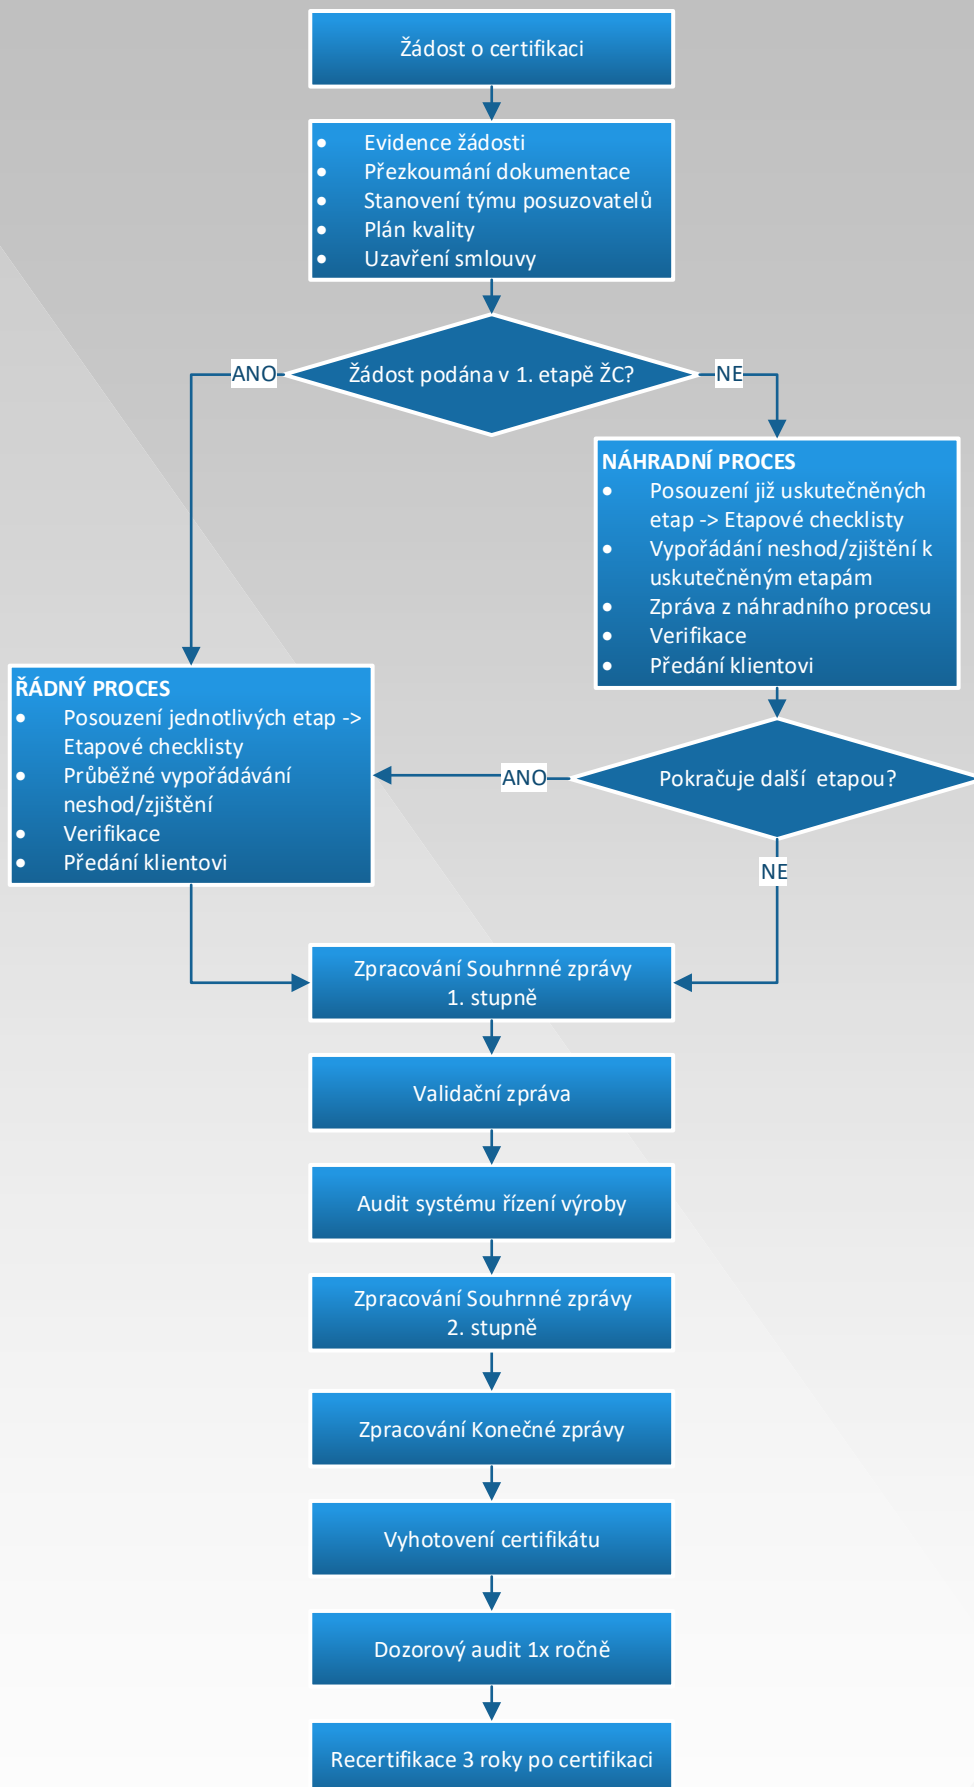 Žádost o certifikaci
• Evidence žádosti
• Přezkoumání dokumentace
• Stanovení týmu posuzovatelů
• Plán kvality
• Uzavření smlouvy
Žádost podána v 1. etapě ŽC?
ANO
NE
NÁHRADNÍ PROCES
• Posouzení již uskutečněných
etap -> Etapové checklisty
• Vypořádání neshod/zjištění k
uskutečněným etapám
• Zpráva z náhradního procesu
• Verifikace
• Předání klientovi
ŘÁDNÝ PROCES
• Posouzení jednotlivých etap ->
Etapové checklisty
• Průběžné vypořádávání
neshod/zjištění
• Verifikace
• Předání klientovi
Pokračuje další etapou?
ANO
NE
Zpracování Souhrnné zprávy
1. stupně
Validační zpráva
Audit systému řízení výroby
Zpracování Souhrnné zprávy
2. stupně
Zpracování Konečné zprávy
Vyhotovení certifikátu
Dozorový audit 1x ročně
Recertifikace 3 roky po certifikaci